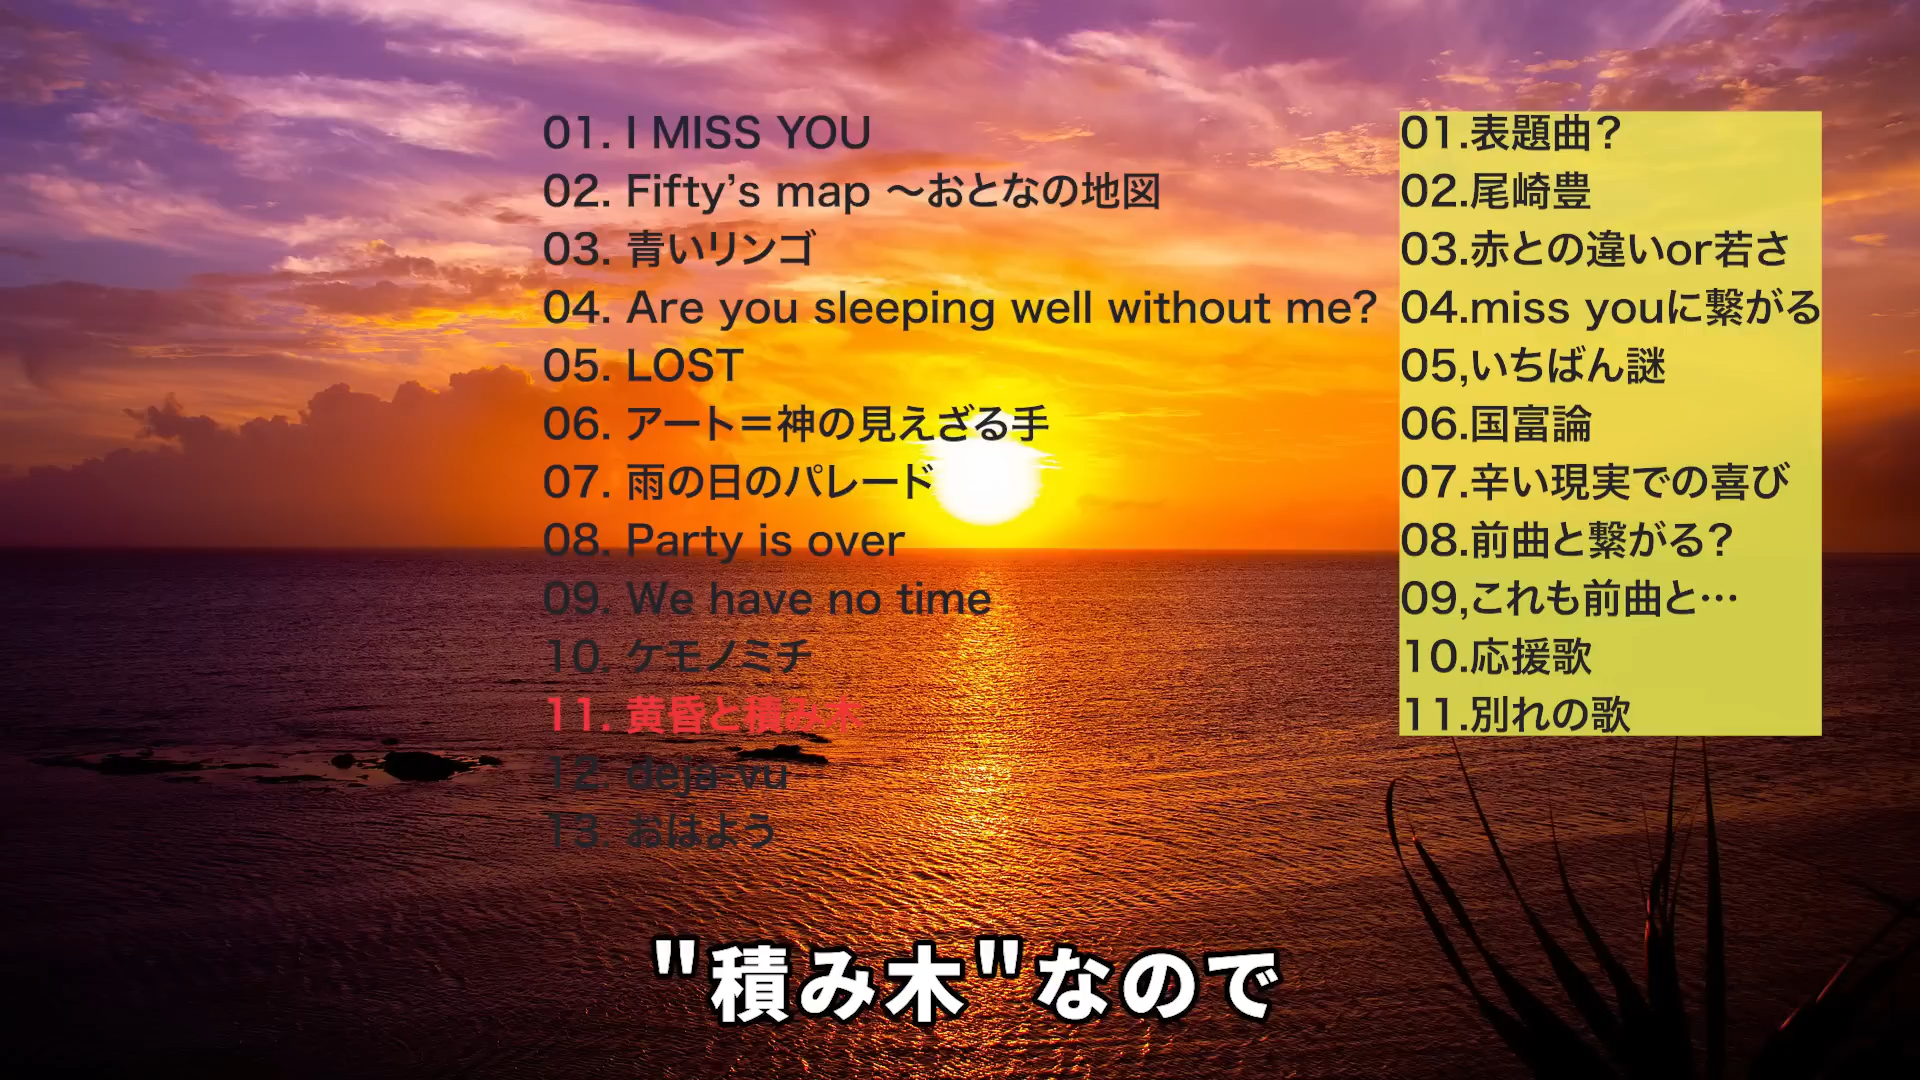 01. I MISS YOU
02. Fifty’s map 〜おとなの地図
03. 青いリンゴ
04. Are you sleeping well without me?
05. LOST
06. アート＝神の見えざる手
07. 雨の日のパレード
08. Party is over
09. We have no time
10. ケモノミチ
11. 黄昏と積み木
12. deja-vu
13. おはよう
01.表題曲？
02.尾崎豊
03.赤との違いor若さ
04.miss youに繋がる
05,いちばん謎
06.国富論
07.辛い現実での喜び
08.前曲と繋がる？
09,これも前曲と…
10.応援歌
11.別れの歌
"積み木"なので